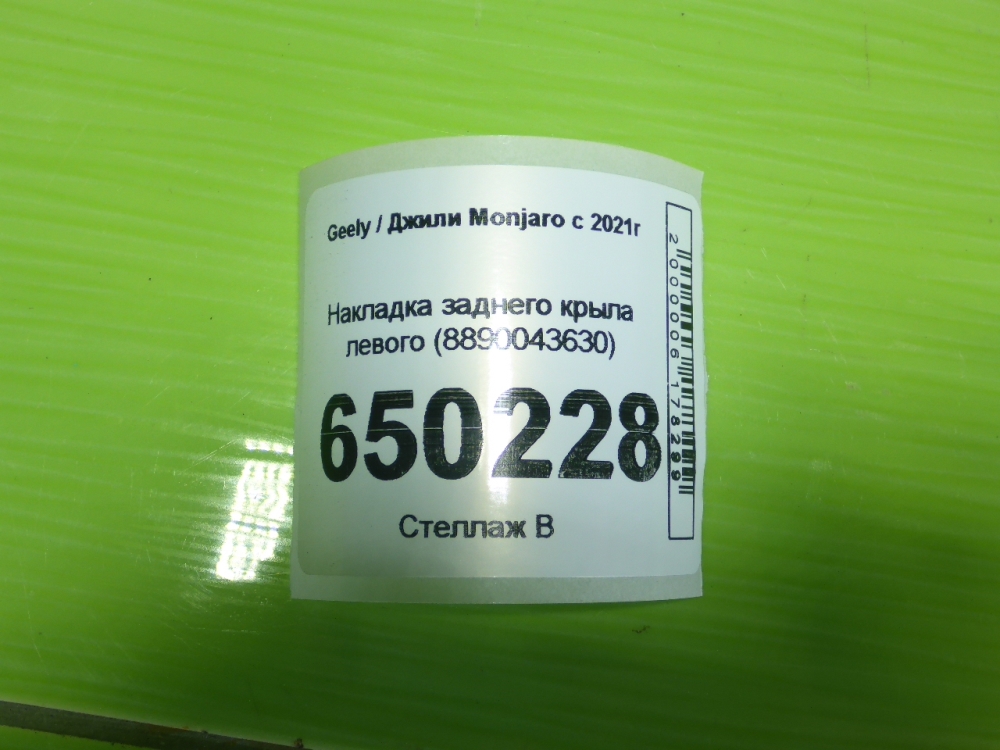 Geely / Джили Monjaro с 2021г
Накладка заднего крыла
левого (8890043630)
650228
Стеллаж В
2000006178299